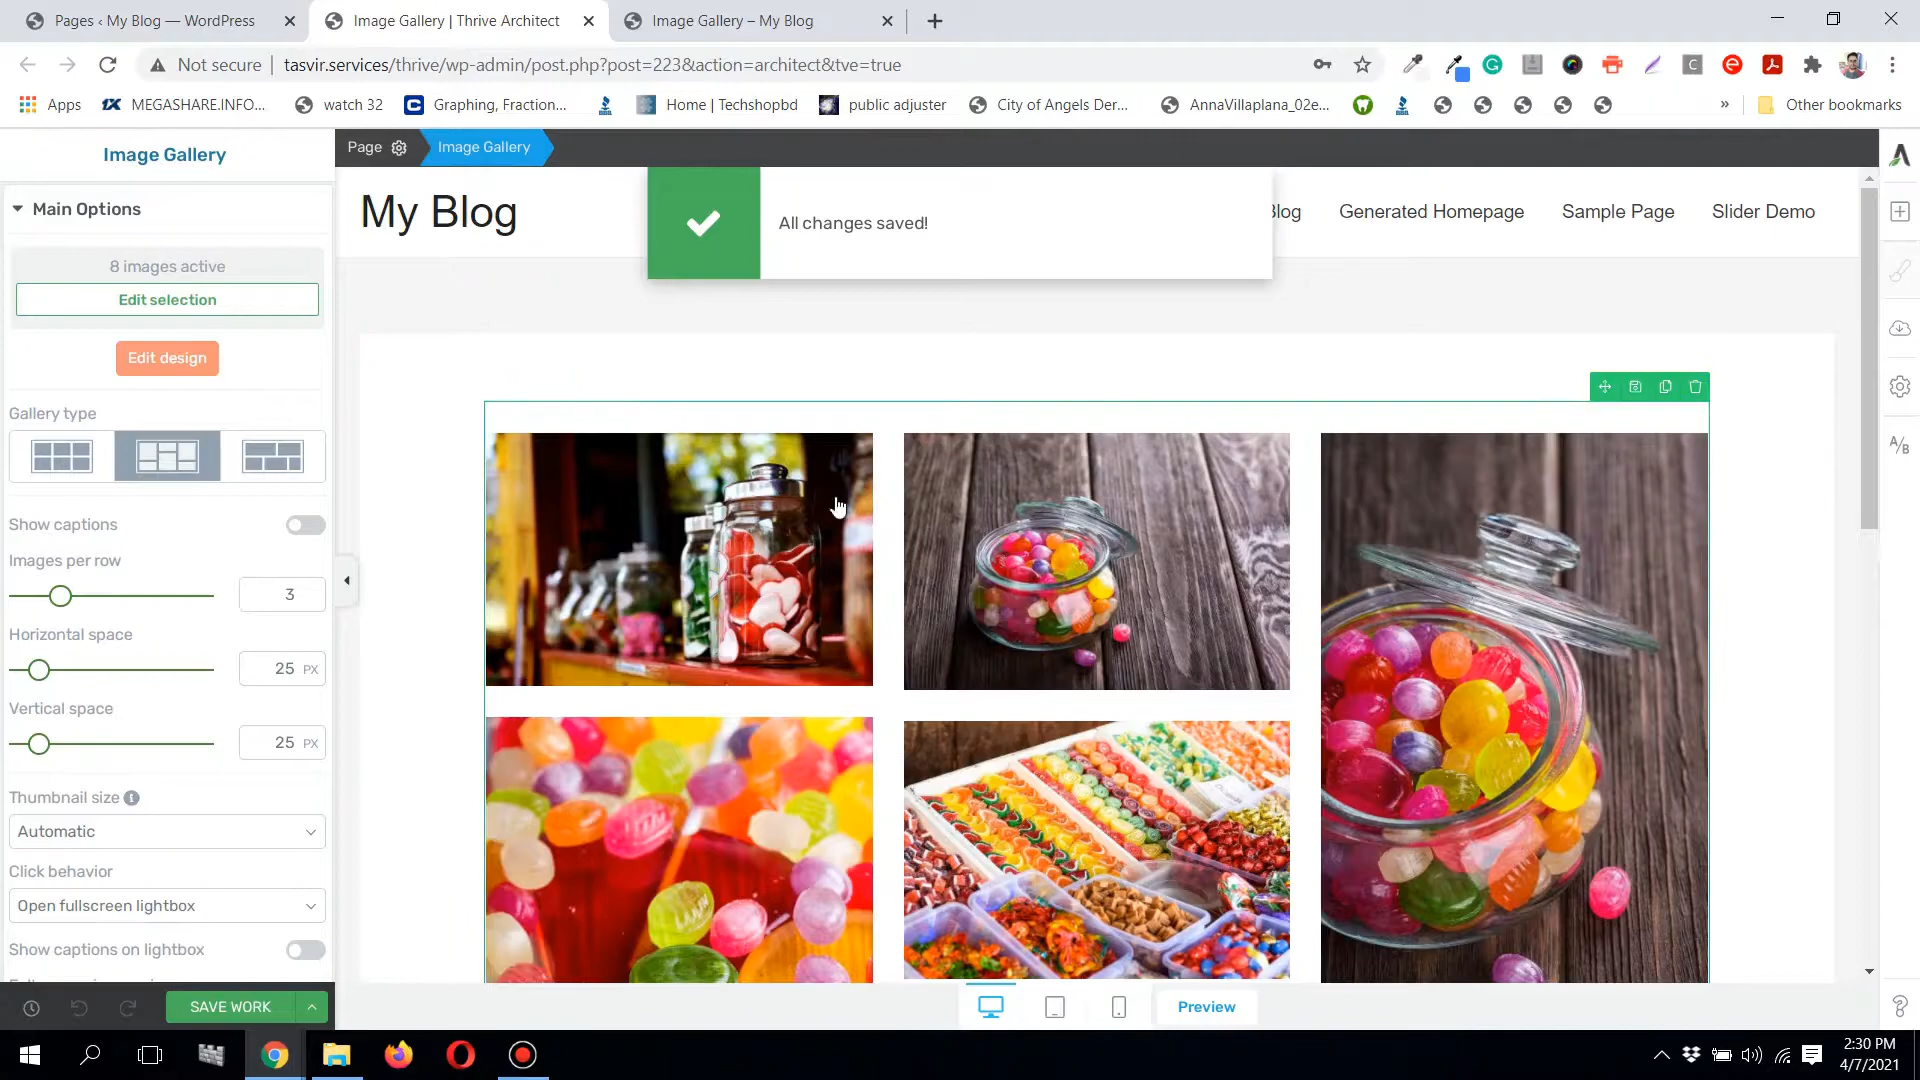 Pages ‹ My Blog — WordPress
Image Gallery | Thrive Architect
Image Gallery – My Blog
Not secure
tasvir.services/thrive/wp-admin/post.php?post=223&action=architect&tve=true
Apps
MEGASHARE.INFO...
watch 32
Graphing, Fraction...
Home | Techshopbd
public adjuster
City of Angels Der...
AnnaVillaplana_02e...
»
Other bookmarks
Image Gallery
Page
Image Gallery
Main Options
8 images active
Edit selection
Edit design
Gallery type
Show captions
Images per row
3
Horizontal space
25 PX
Vertical space
25 PX
Thumbnail size
Automatic
Click behavior
Open fullscreen lightbox
Show captions on lightbox
SAVE WORK
My Blog
All changes saved!
Blog
Generated Homepage
Sample Page
Slider Demo
A/B
Preview
2:30 PM
4/7/2021